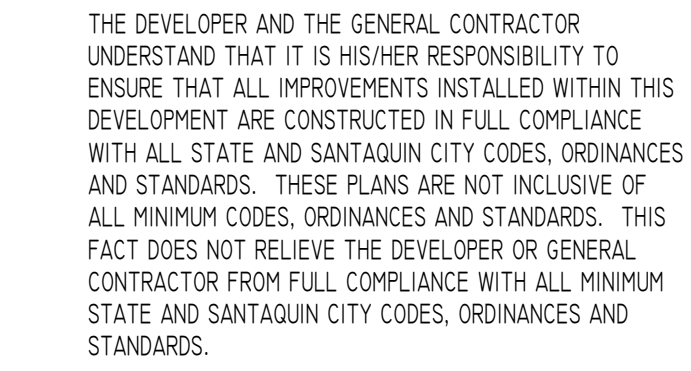 THE DEVELOPER AND THE GENERAL CONTRACTOR
UNDERSTAND THAT IT IS HIS/HER RESPONSIBILITY TO
ENSURE THAT ALL IMPROVEMENTS INSTALLED WITHIN THIS
DEVELOPMENT ARE CONSTRUCTED IN FULL COMPLIANCE
WITH ALL STATE AND SANTAQUIN CITY CODES, ORDINANCES
AND STANDARDS.  THESE PLANS ARE NOT INCLUSIVE OF
ALL MINIMUM CODES, ORDINANCES AND STANDARDS.  THIS
FACT DOES NOT RELIEVE THE DEVELOPER OR GENERAL
CONTRACTOR FROM FULL COMPLIANCE WITH ALL MINIMUM
STATE AND SANTAQUIN CITY CODES, ORDINANCES AND
STANDARDS.